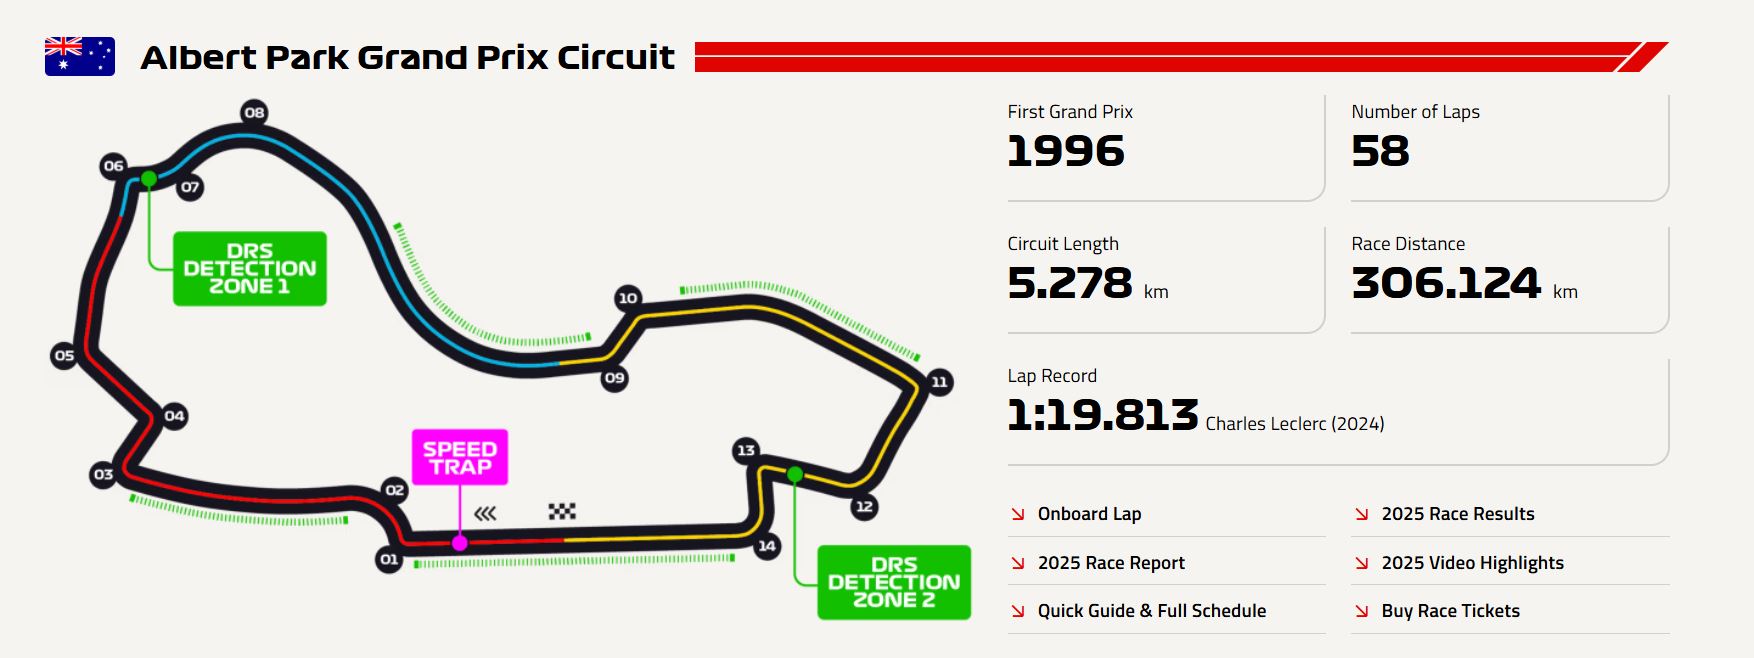 Albert Park Grand Prix Circuit
08
06
07
DRS
DETECTION
ZONE 1
10
05
09
11
04
13
SPEED
TRAP
03
02
12
01
14
DRS
DETECTION
ZONE 2
First Grand Prix
1996
Number of Laps
58
Circuit Length
5.278 km
Race Distance
306.124 km
Lap Record
1:19.813 Charles Leclerc (2024)
Onboard Lap
2025 Race Results
2025 Race Report
2025 Video Highlights
Quick Guide & Full Schedule
Buy Race Tickets